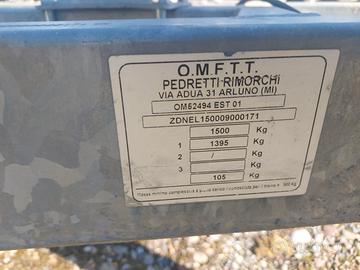 O.M.F.T.T.
PEDRETTI RIMORCHI
VIA ADUA 31 ARLUNO (MI)
OM52494 EST 01
ZDNEL150009000171
1500 Kg
1 1395 Kg
2 / Kg
3 Kg
105 Kg